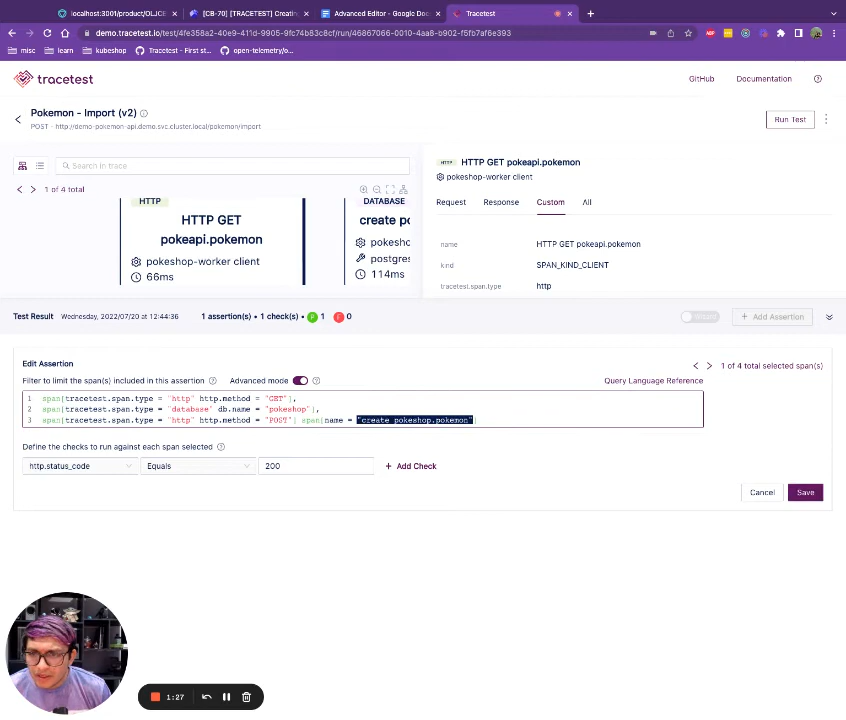 localhost:3001/product/OLJCE
[CB-70] [TRACETEST] Creatin
Advanced Editor - Google Doc
Tracetest
demo.tracetest.io/test/4fe358a2-40e9-411d-9905-9fc74b83c8cf/run/46867066-0010-4aa8-b962-f5fb7af6e393
misc
learn
kubeshop
Tracetest - First st...
open-telemetry/o...
tracetest
GitHub
Documentation
Pokemon - Import (v2)
POST - http://demo-pokemon-api.demo.svc.cluster.local/pokemon/import
Run Test
Search in trace
1 of 4 total
HTTP
HTTP GET
pokeapi.pokemon
pokeshop-worker client
66ms
DATABASE
create po
pokesho
postgres
114ms
HTTP
HTTP GET pokeapi.pokemon
pokeshop-worker client
Request
Response
Custom
All
name
HTTP GET pokeapi.pokemon
kind
SPAN_KIND_CLIENT
tracetest.span.type
http
Test Result
Wednesday, 2022/07/20 at 12:44:36
1 assertion(s) • 1 check(s) •
P
1
F
0
+ Add Assertion
Edit Assertion
1 of 4 total selected span(s)
Filter to limit the span(s) included in this assertion
Advanced mode
Query Language Reference
1 span[tracetest.span.type = "http" http.method = "GET"],
2 span[tracetest.span.type = "database" db.name = "pokeshop"],
3 span[tracetest.span.type = "http" http.method = "POST"] span[name = "create pokeshop.pokemon"]
Define the checks to run against each span selected
http.status_code
Equals
200
+ Add Check
Cancel
Save
1:27